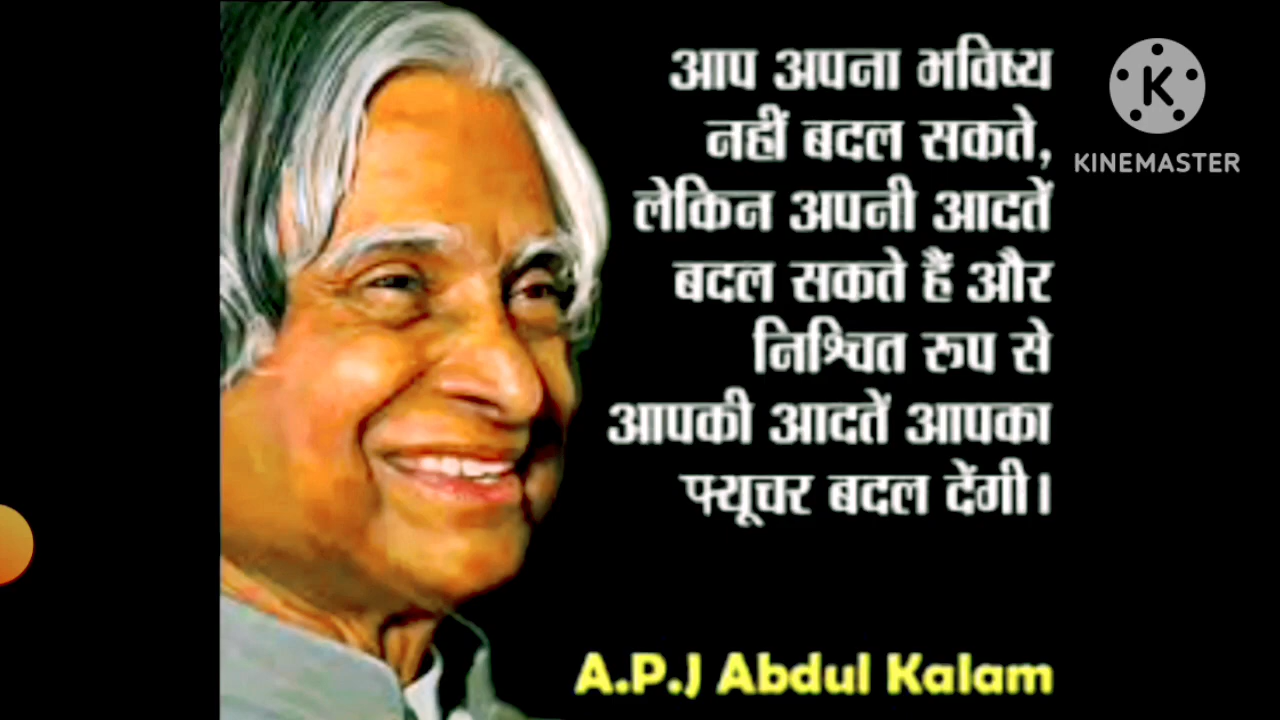 आप अपना भविष्य
नहीं बदल सकते,
लेकिन अपनी आदतें
बदल सकते हैं और
निश्चित रूप से
आपकी आदतें आपका
फ्यूचर बदल देंगी।
A.P.J Abdul Kalam
K
KINEMASTER